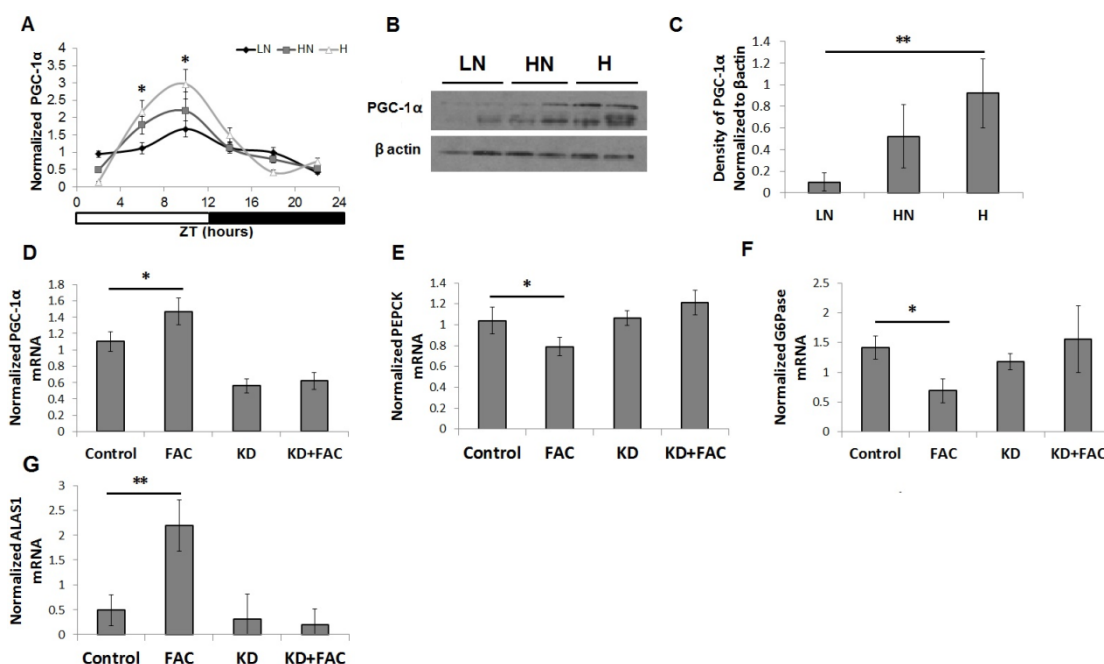 A
Normalized PGC-1α
4
3.5
3
2.5
2
1.5
1
0.5
0
LN HN H
*
*
0 4 8 12 16 20 24
ZT (hours)
B
LN HN H
PGC-1α
β actin
C
Density of PGC-1α
Normalized to βactin
1.4
1.2
1
0.8
0.6
0.4
0.2
0
**
LN HN H
D
Normalized PGC-1α
mRNA
1.8
1.6
1.4
1.2
1
0.8
0.6
0.4
0.2
0
*
Control FAC KD KD+FAC
E
Normalized PEPCK
mRNA
1.4
1.2
1
0.8
0.6
0.4
0.2
0
*
Control FAC KD KD+FAC
F
Normalized G6Pase
mRNA
2.5
2
1.5
1
0.5
0
*
Control FAC KD KD+FAC
G
Normalized ALAS1
mRNA
3
2.5
2
1.5
1
0.5
0
**
Control FAC KD KD+FAC